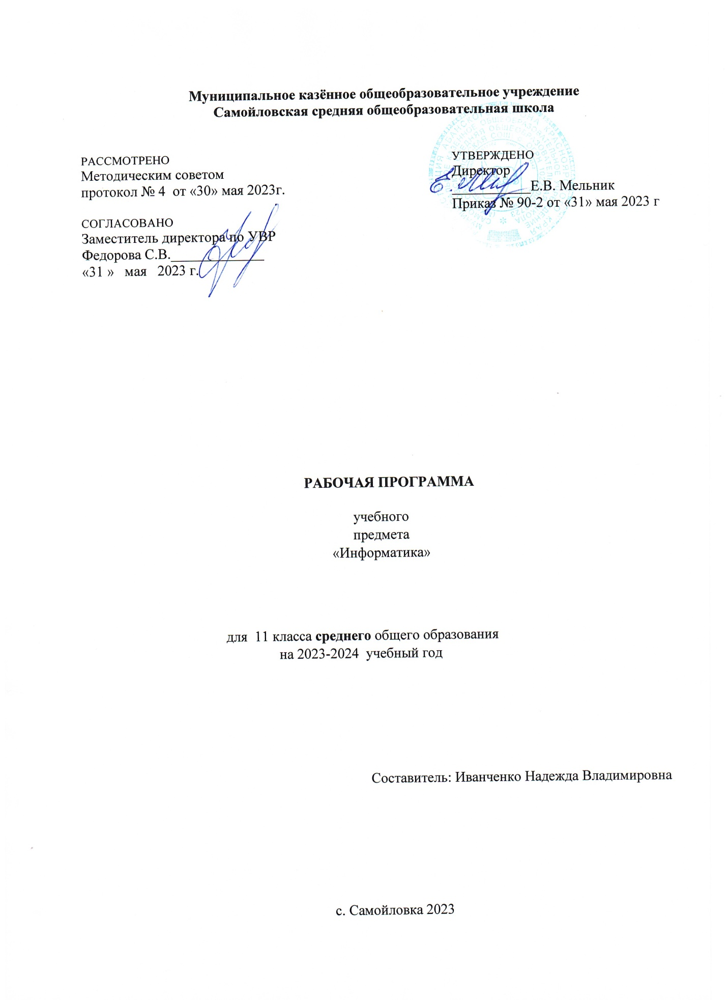 Муниципальное казённое общеобразовательное учреждение
Самойловская средняя общеобразовательная школа
РАССМОТРЕНО
Методическим советом
протокол № 4  от «30» мая 2023г.
СОГЛАСОВАНО
Заместитель директора по УВР
Федорова С.В.______________
«31 »   мая   2023 г.
УТВЕРЖДЕНО
Директор
____________Е.В. Мельник
Приказ № 90-2 от «31» мая 2023 г
РАБОЧАЯ ПРОГРАММА
учебного
предмета
«Информатика»
для  11 класса среднего общего образования
на 2023-2024  учебный год
Составитель: Иванченко Надежда Владимировна
с. Самойловка 2023